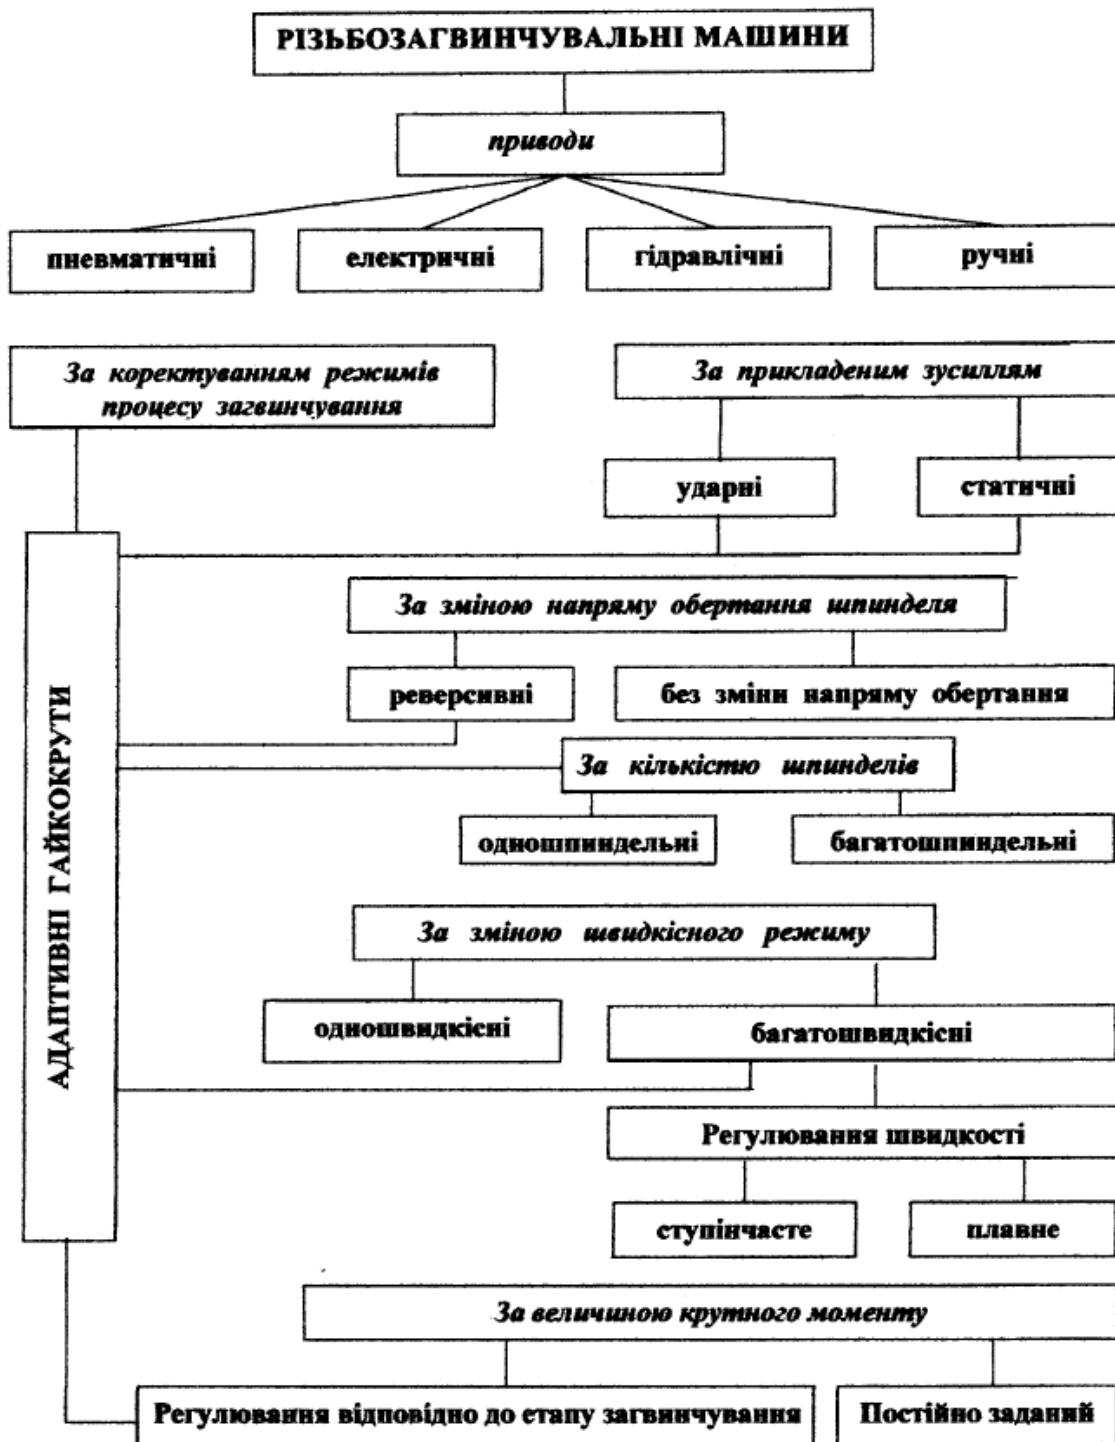 РІЗЬБОЗАГВИНЧУВАЛЬНІ МАШИНИ
приводи
пневматичні
електричні
гідравлічні
ручні
За коректуванням режимів
процесу загвинчування
За прикладеним зусиллям
ударні
статичні
АДАПТИВНІ ГАЙКОКРУТИ
За зміною напряму обертання шпинделя
реверсивні
без зміни напряму обертання
За кількістю шпинделів
одношпиндельні
багатошпиндельні
За зміною швидкісного режиму
одношвидкісні
багатошвидкісні
Регулювання швидкості
ступінчасте
плавне
За величиною крутного моменту
Регулювання відповідно до етапу загвинчування
Постійно заданий